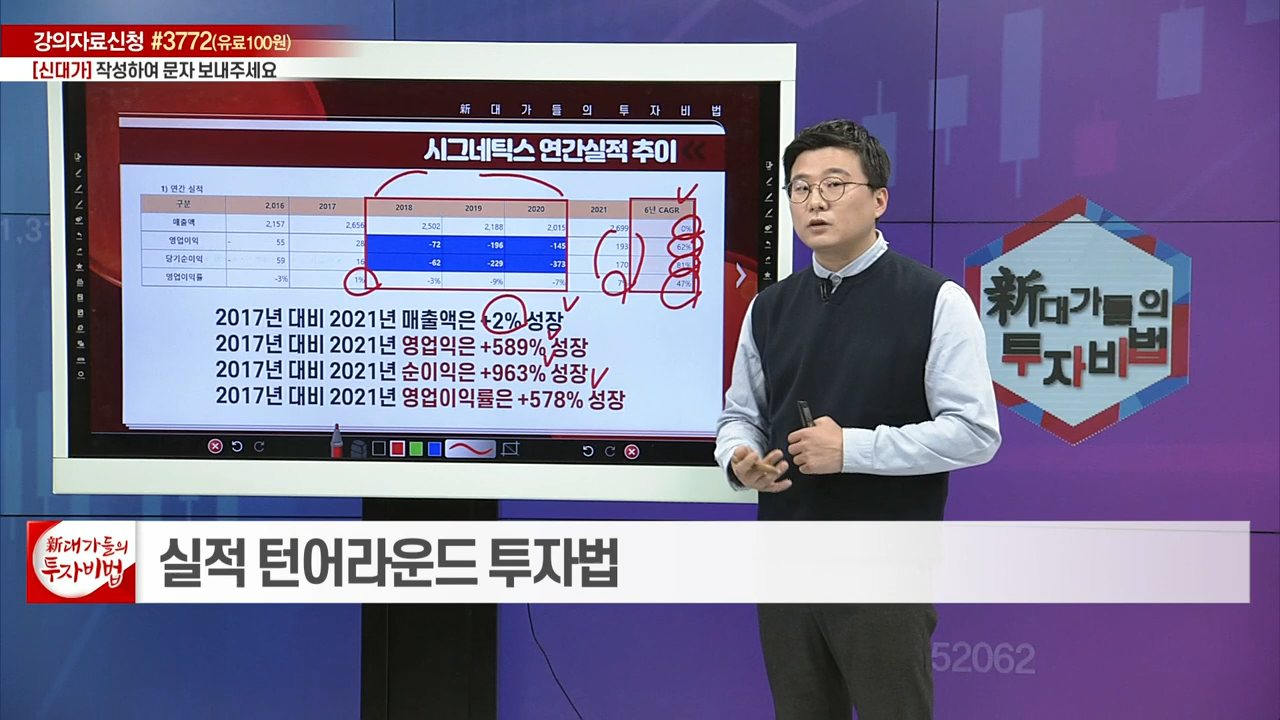 강의자료신청 #3772(유료100원)
[신대가] 작성하여 문자 보내주세요
新 대 가 들 의 투 자 비 법
시그네틱스 연간실적 추이
1) 연간 실적
구분 2,016 2017 2018 2019 2020 2021 6년 CAGR
매출액 2,157 2,656 2,502 2,188 2,015 2,699 0%
영업이익 - 55 28 -72 -196 -145 193 62%
당기순이익 - 59 16 -62 -229 -373 170 81%
영업이익률 -3% 1% -3% -9% -7% 7% 47%
2017년 대비 2021년 매출액은 +2% 성장
2017년 대비 2021년 영업익은 +589% 성장
2017년 대비 2021년 순이익은 +963% 성장
2017년 대비 2021년 영업이익률은 +578% 성장
新대가들의
투자비법
新대가들의
투자비법
실적 턴어라운드 투자법
52062